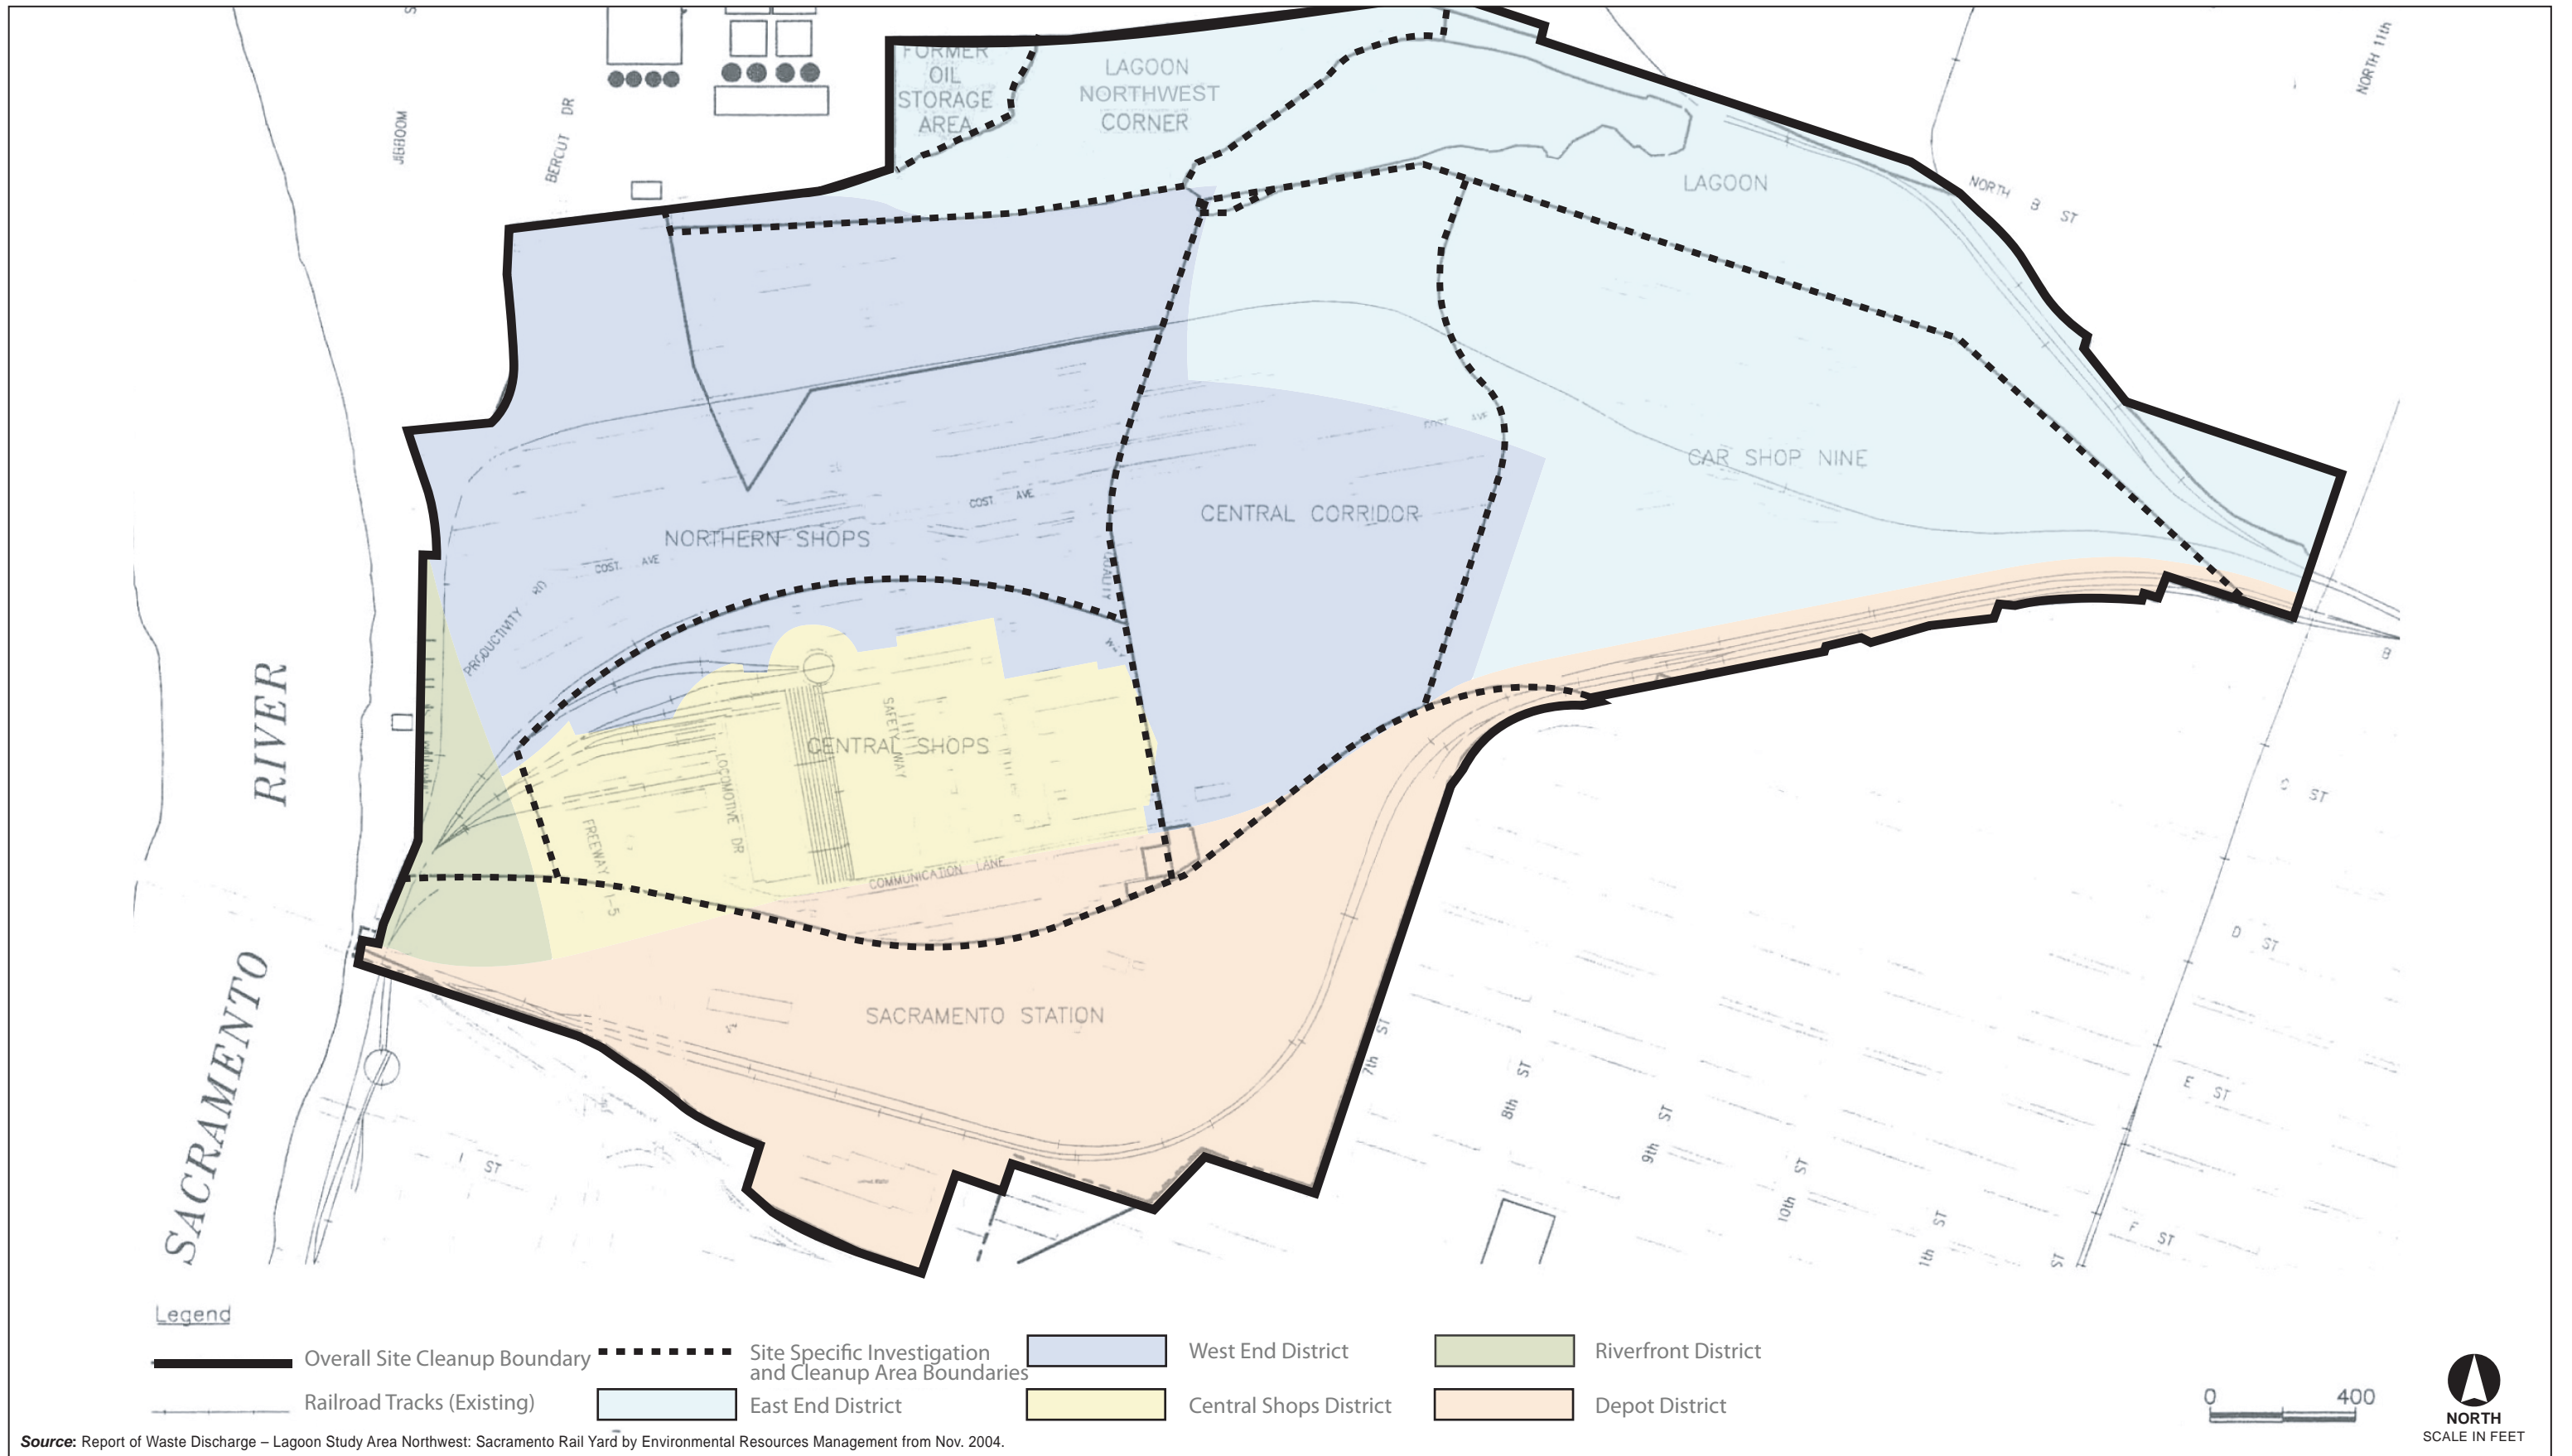 FORMER
OIL
STORAGE
AREA
LAGOON
NORTHWEST
CORNER
JIBBOOM
BERCUT DR
NORTH 11th
LAGOON
NORTH B ST
CAR SHOP NINE
COST AVE
COST AVE
CENTRAL CORRIDOR
NORTHERN SHOPS
COST AVE
PRODUCTIVITY RD
QUALITY
WAY
SAFETY WAY
CENTRAL SHOPS
LOCOMOTIVE DR
FREEWAY I-5
COMMUNICATION LANE
SACRAMENTO STATION
SACRAMENTO RIVER
B
C ST
D ST
E ST
F ST
I ST
7th ST
8th ST
9th ST
10th ST
ST
Legend
Overall Site Cleanup Boundary
Railroad Tracks (Existing)
Site Specific Investigation
and Cleanup Area Boundaries
East End District
West End District
Central Shops District
Riverfront District
Depot District
0 400
NORTH
SCALE IN FEET
Source: Report of Waste Discharge – Lagoon Study Area Northwest: Sacramento Rail Yard by Environmental Resources Management from Nov. 2004.